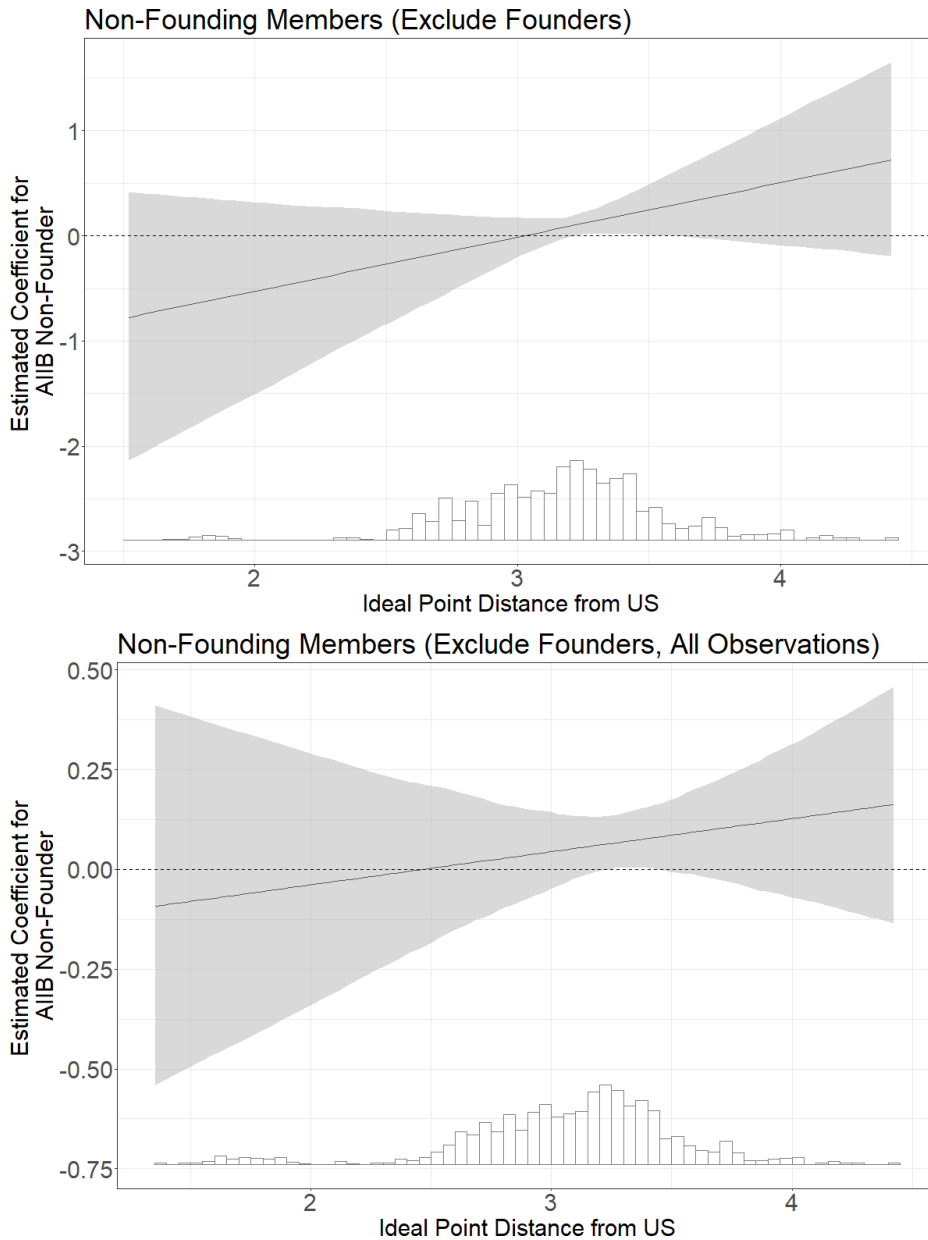 Non-Founding Members (Exclude Founders)
Estimated Coefficient for
AIIB Non-Founder
1
0
-1
-2
-3
2 3 4
Ideal Point Distance from US
Non-Founding Members (Exclude Founders, All Observations)
Estimated Coefficient for
AIIB Non-Founder
0.50
0.25
0.00
-0.25
-0.50
-0.75
2 3 4
Ideal Point Distance from US